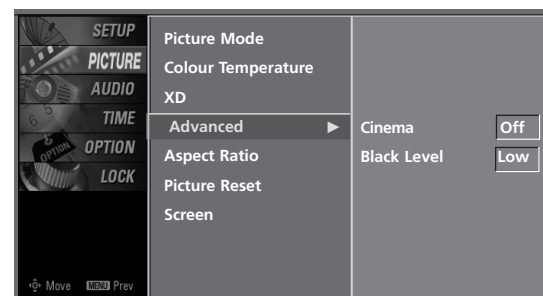 SETUP
PICTURE
AUDIO
TIME
OPTION
LOCK
Move MENU Prev
Picture Mode
Colour Temperature
XD
Advanced ▶
Aspect Ratio
Picture Reset
Screen
Cinema Off
Black Level Low